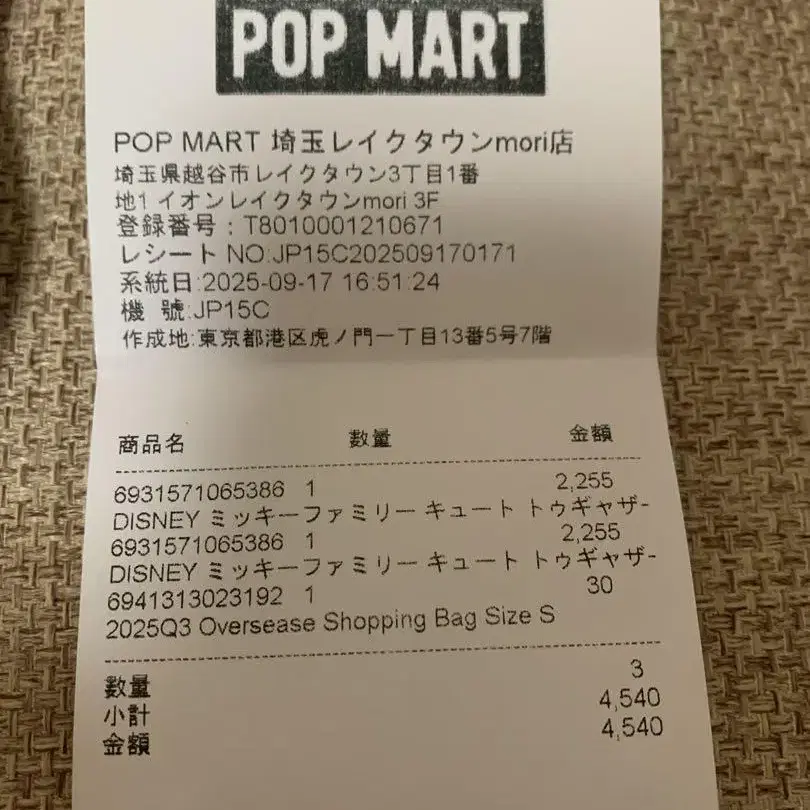 POP MART
POP MART 埼玉レイクタウンmori店
埼玉県越谷市レイクタウン3丁目1番
地1 イオンレイクタウンmori 3F
登録番号:T8010001210671
レシート NO:JP15C202509170171
系統日:2025-09-17 16:51:24
機 號:JP15C
作成地:東京都港区虎ノ門一丁目13番5号7階
商品名 数量 金額
6931571065386 1 2,255
DISNEY ミッキーファミリー キュート トゥギャザー
6931571065386 1 2,255
DISNEY ミッキーファミリー キュート トゥギャザー
6941313023192 1 30
2025Q3 Oversease Shopping Bag Size S
数量 3
小計 4,540
金額 4,540